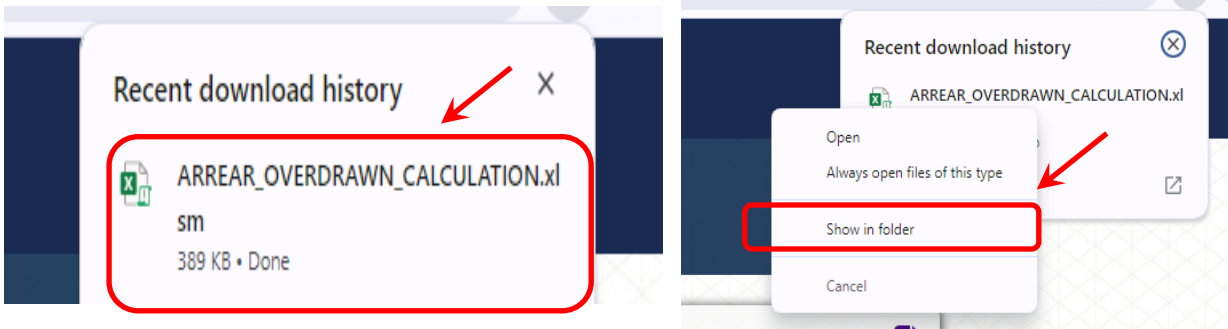 Recent download history
ARREAR_OVERDRAWN_CALCULATION.xl
sm
389 KB • Done
Recent download history
ARREAR_OVERDRAWN_CALCULATION.xl
Open
Always open files of this type
Show in folder
Cancel